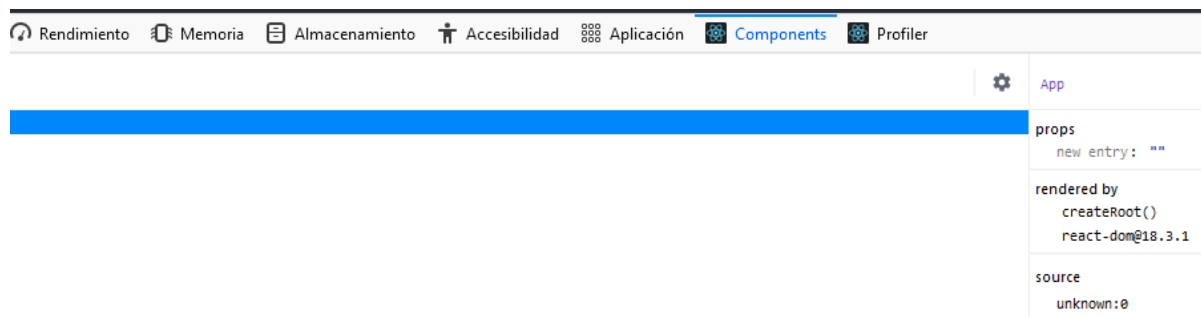 Rendimiento Memoria Almacenamiento Accesibilidad Aplicación Components Profiler
App
props
new entry: ""
rendered by
createRoot()
react-dom@18.3.1
source
unknown:0